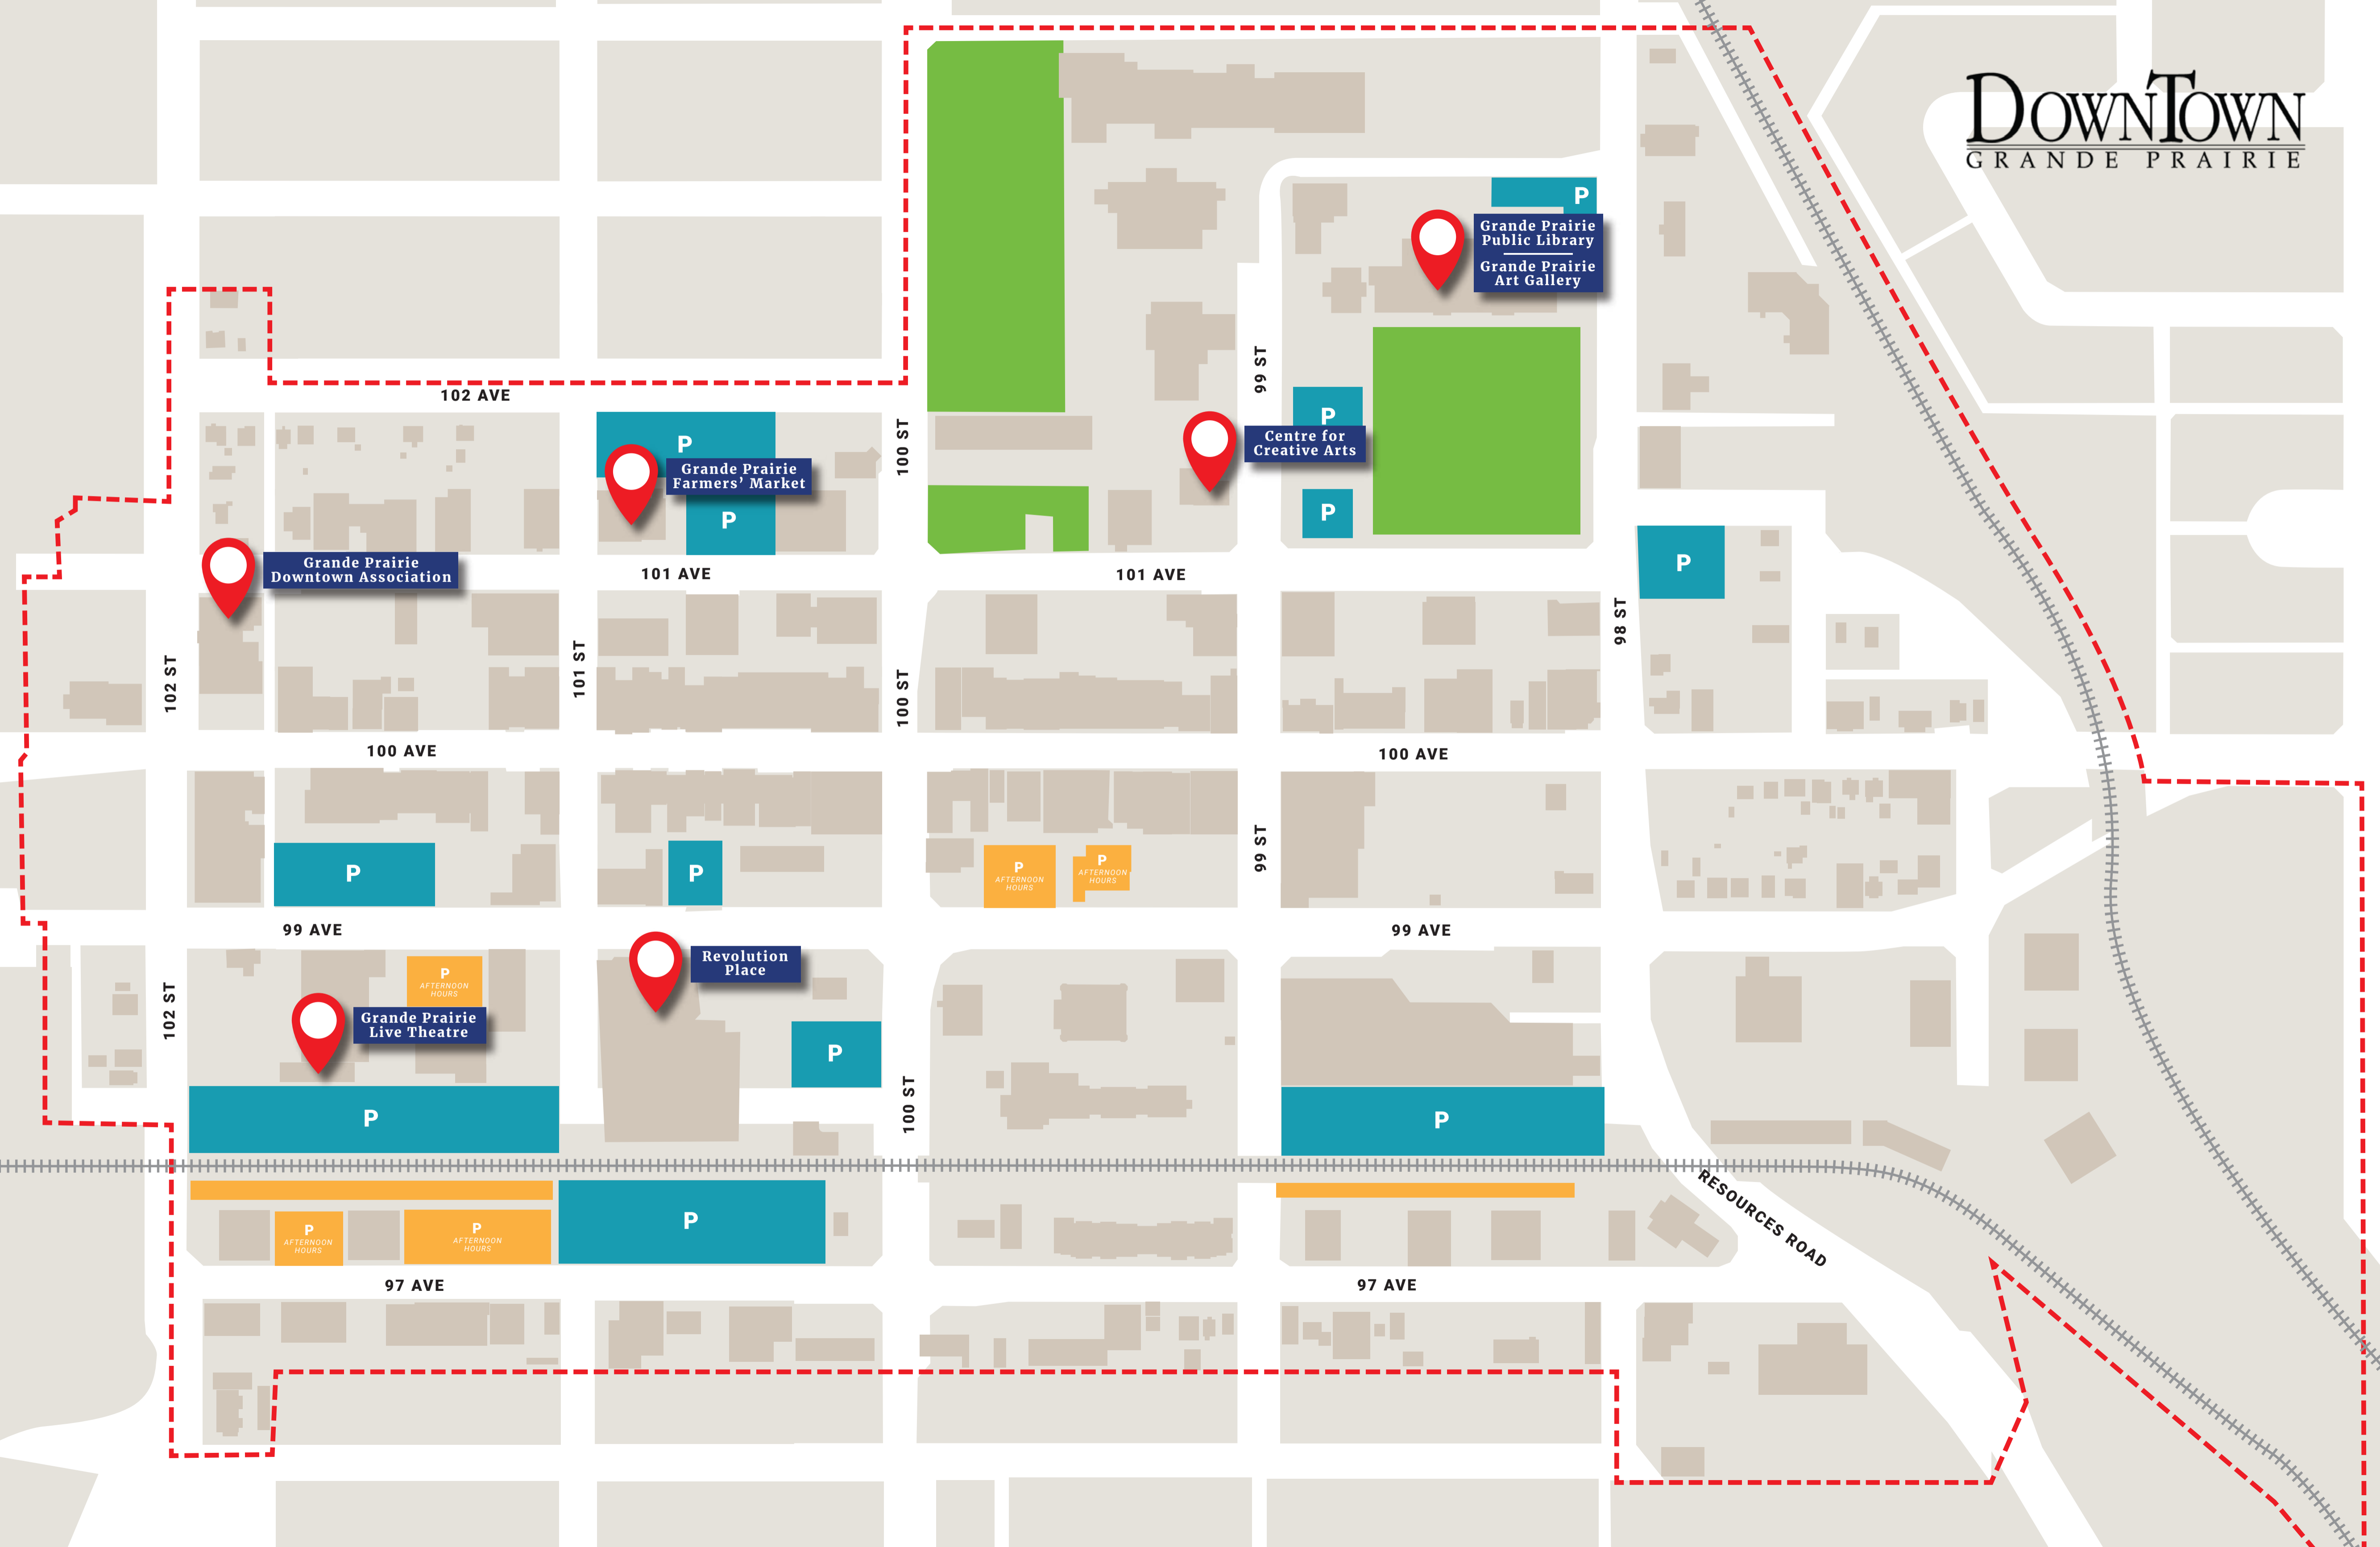 DOWNTOWN
GRANDE PRAIRIE
P
Grande Prairie
Public Library
Grande Prairie
Art Gallery
99 ST
102 AVE
P
Centre for
Creative Arts
P
100 ST
Grande Prairie
Farmers' Market
P
P
P
Grande Prairie
Downtown Association
101 AVE
101 AVE
98 ST
102 ST
101 ST
100 ST
100 AVE
100 AVE
P
P
P
AFTERNOON
HOURS
P
AFTERNOON
HOURS
99 ST
99 AVE
99 AVE
Revolution
Place
P
AFTERNOON
HOURS
102 ST
Grande Prairie
Live Theatre
P
100 ST
P
P
RESOURCES ROAD
P
AFTERNOON
HOURS
P
AFTERNOON
HOURS
P
97 AVE
97 AVE